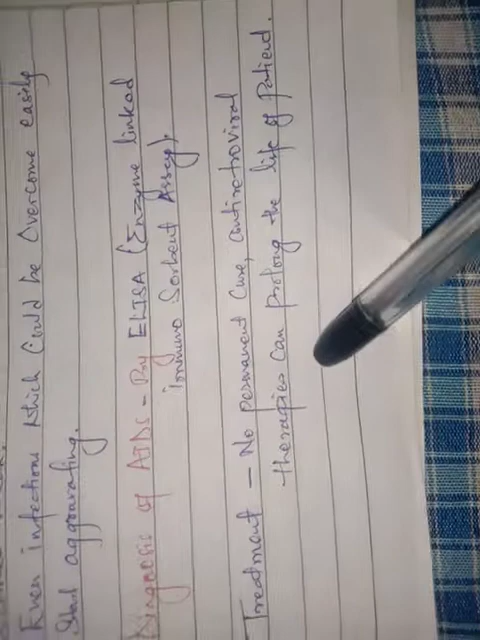 Even infections which Could be Overcome easily
Start aggravating.
Diagnosis of AIDS - By ELISA (Enzyme linked
immuno Sorbent Assay).
Treatment - No permanent Cure, antiretroviral
therapies Can prolong the life of Patient.